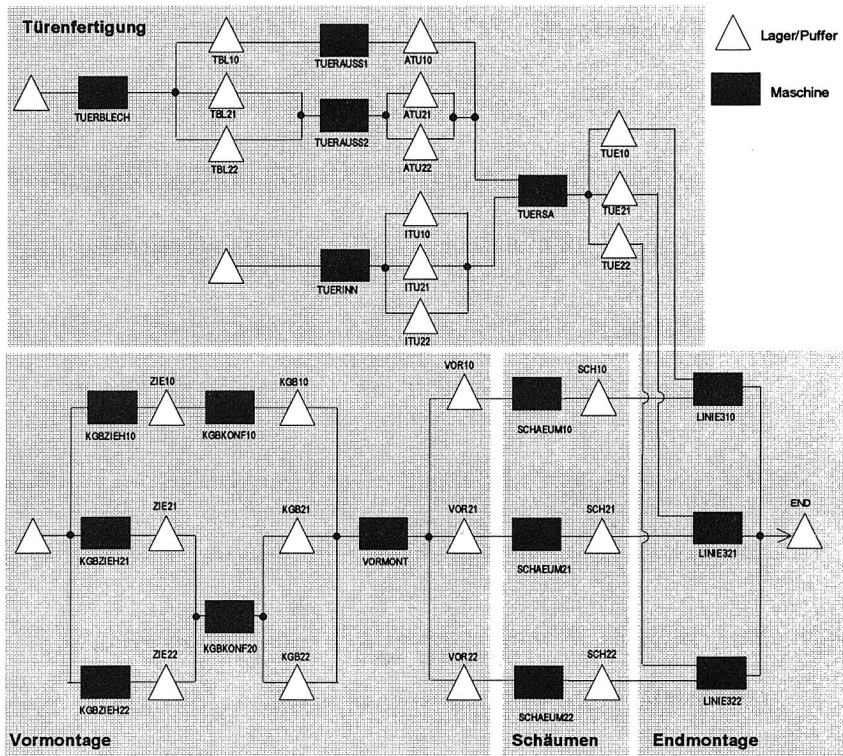 Türenfertigung
Lager/Puffer
Maschine
TBL10
TUERAUSS1
ATU10
TUERBLECH
TBL21
TUERAUSS2
ATU21
TBL22
ATU22
TUE10
TUERSA
TUE21
ITU10
TUE22
TUERINN
ITU21
ITU22
ZIE10
KGB10
VOR10
SCH10
KGBZIEH10
KGBKONF10
SCHAEUM10
LINIE310
ZIE21
KGB21
VOR21
SCH21
END
KGBZIEH21
VORMONT
SCHAEUM21
LINIE321
ZIE22
KGBKONF20
KGB22
VOR22
SCH22
KGBZIEH22
SCHAEUM22
LINIE322
Vormontage
Schäumen
Endmontage